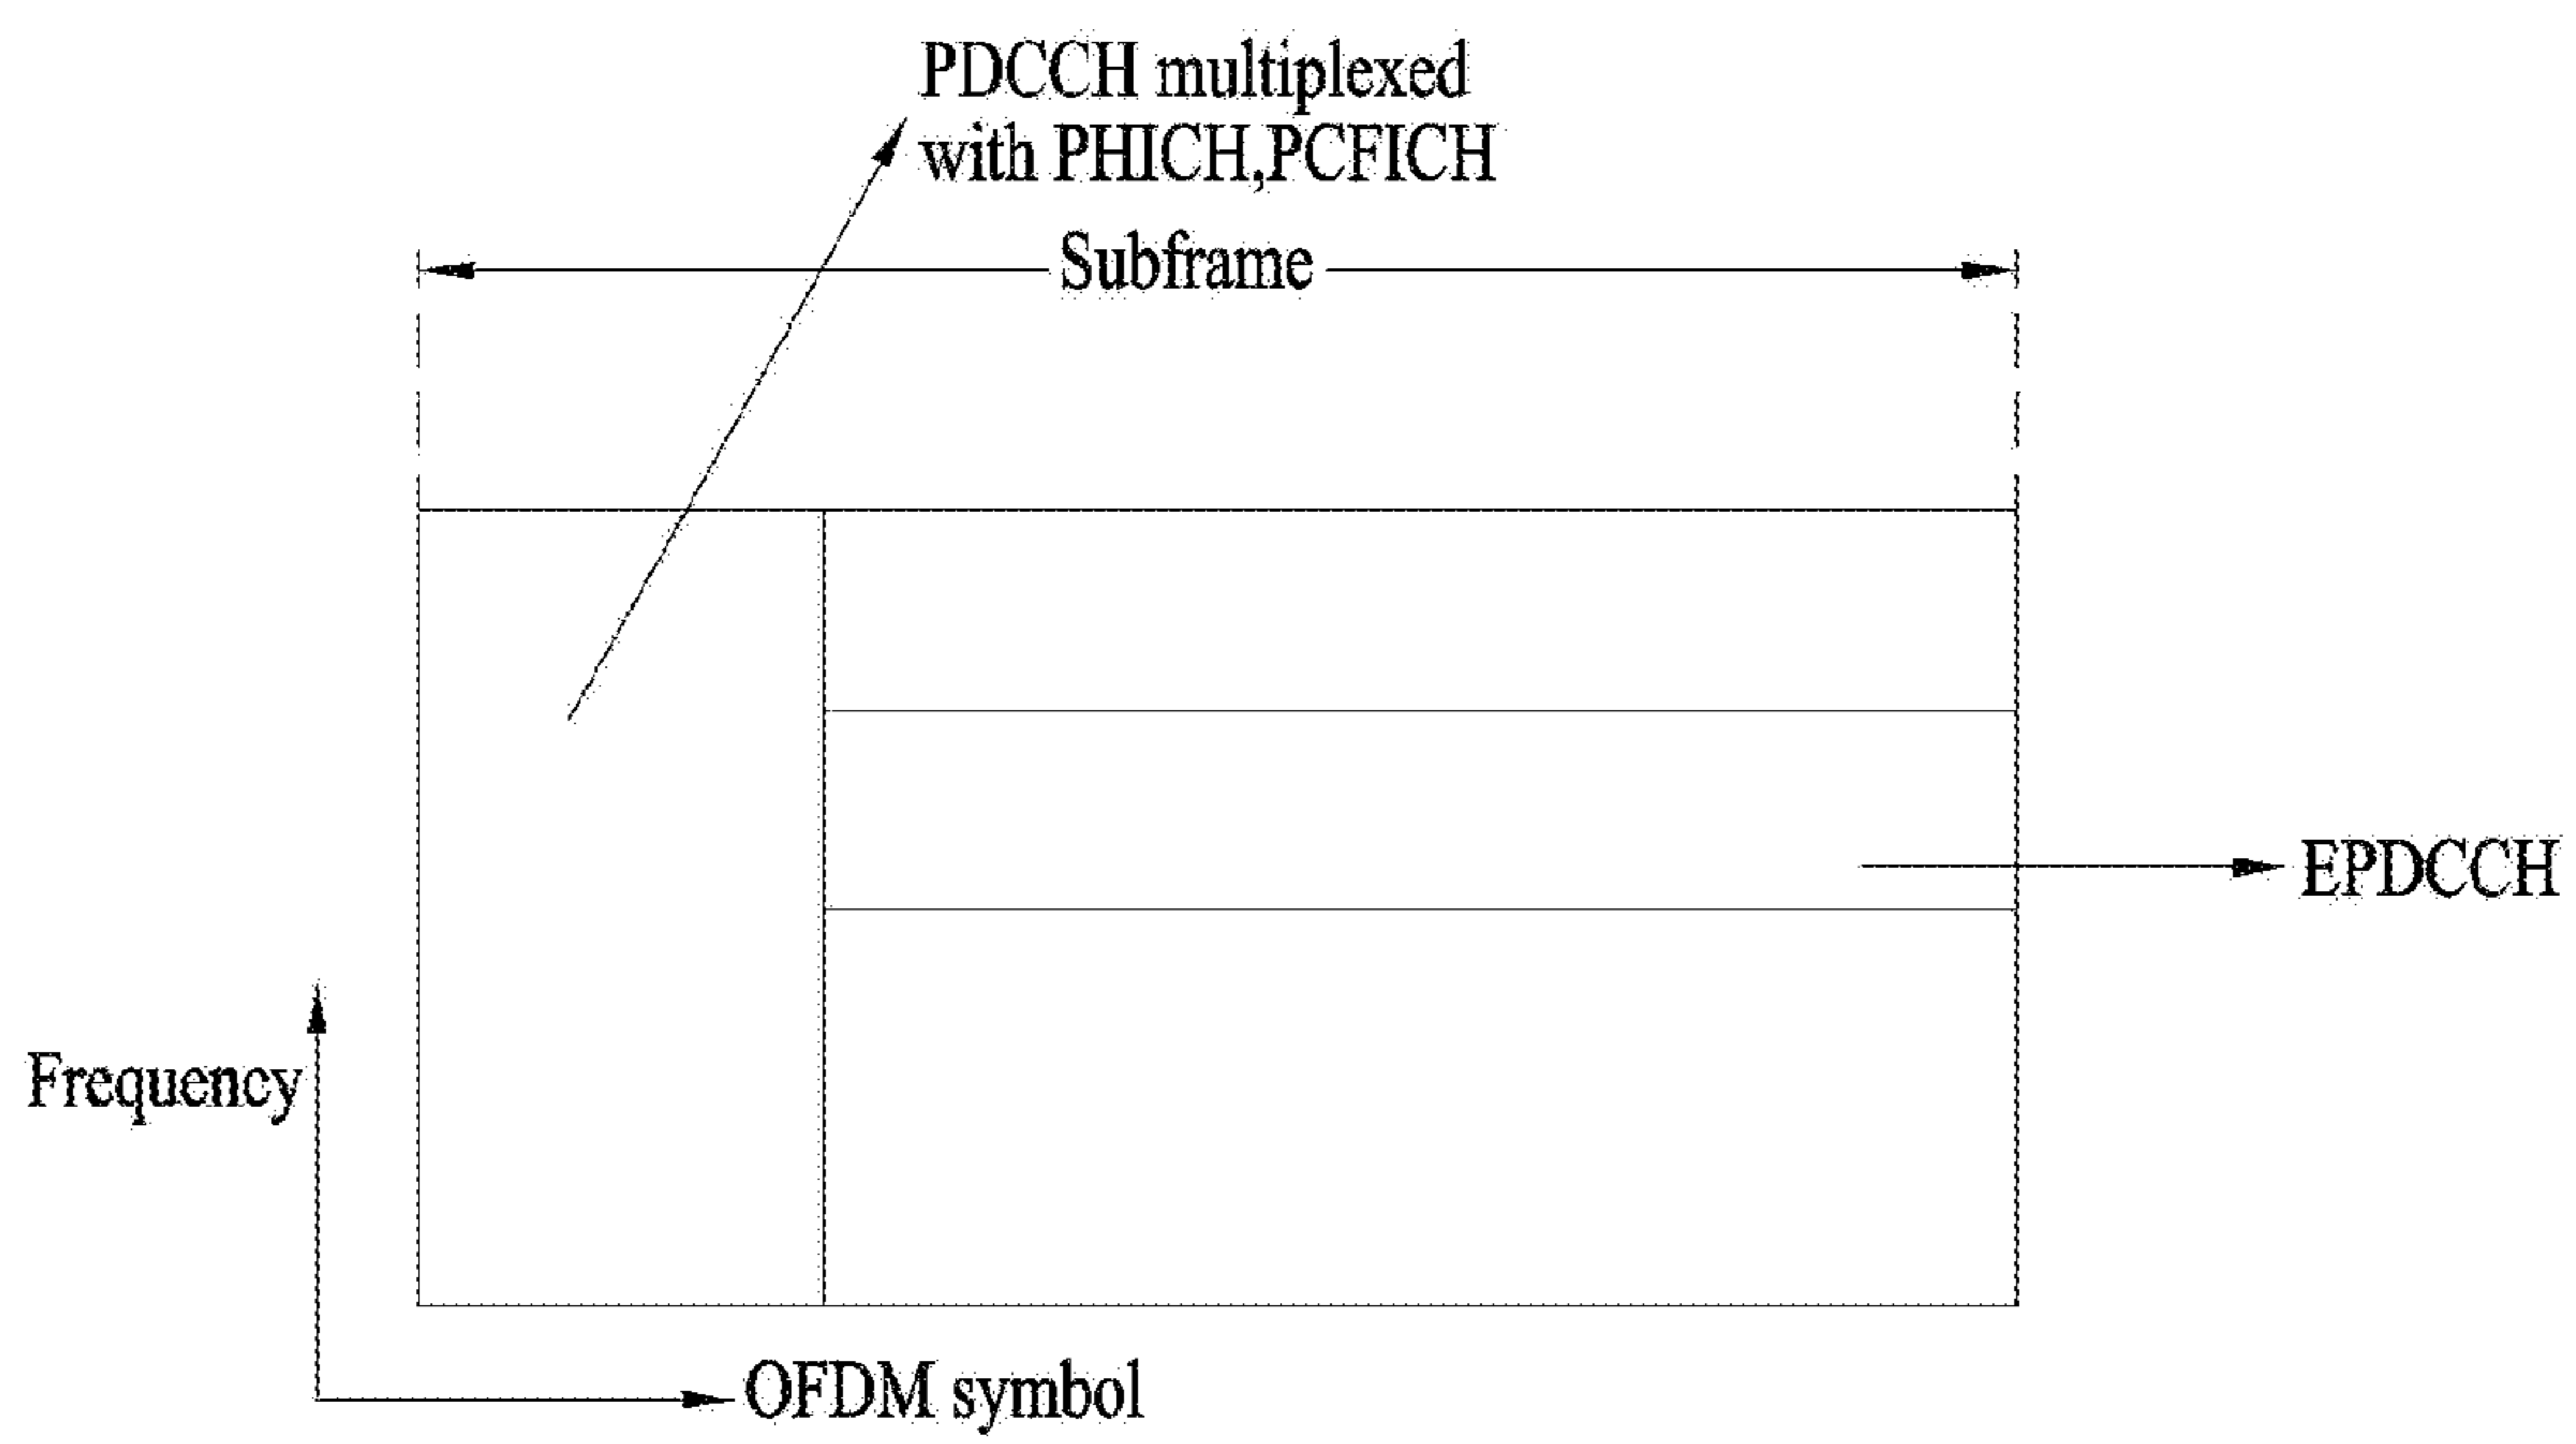 PDCCH multiplexed
with PHICH,PCFICH
Subframe
EPDCCH
Frequency
OFDM symbol